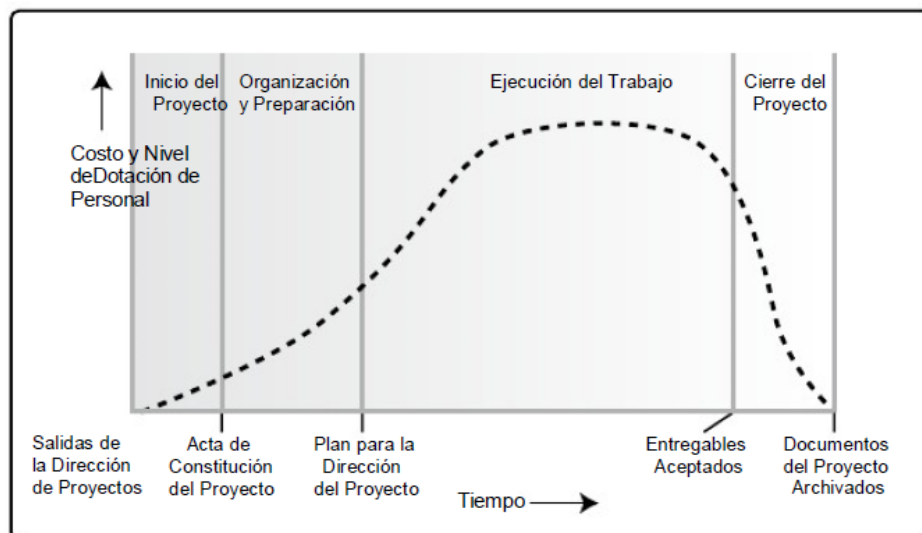 Inicio del
Proyecto
Organización
y Preparación
Ejecución del Trabajo
Cierre del
Proyecto
Costo y Nivel
deDotación de
Personal
Salidas de
la Dirección
de Proyectos
Acta de
Constitución
del Proyecto
Plan para la
Dirección
del Proyecto
Entregables
Aceptados
Documentos
del Proyecto
Archivados
Tiempo